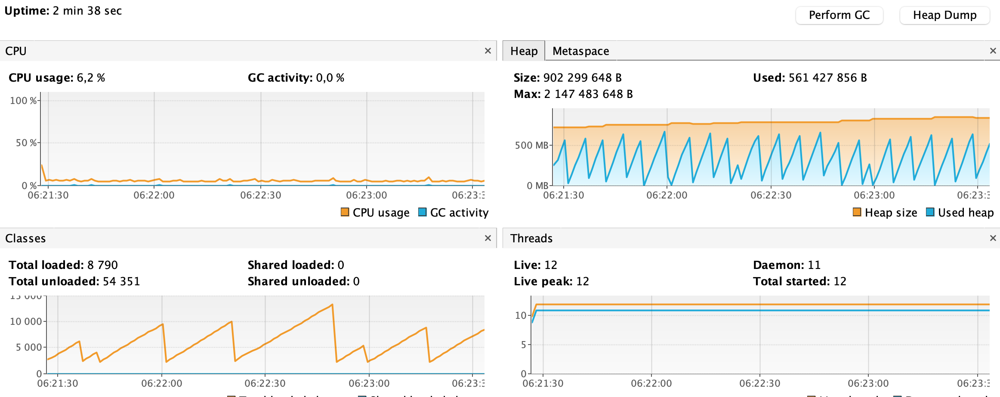 Uptime: 2 min 38 sec
Perform GC
Heap Dump
CPU
CPU usage: 6,2 %
GC activity: 0,0 %
100 %
50 %
0 %
06:21:30
06:22:00
06:22:30
06:23:00
06:23:3
CPU usage
GC activity
Heap
Metaspace
Size: 902 299 648 B
Used: 561 427 856 B
Max: 2 147 483 648 B
500 MB
0 MB
06:21:30
06:22:00
06:22:30
06:23:00
06:23:3
Heap size
Used heap
Classes
Total loaded: 8 790
Shared loaded: 0
Total unloaded: 54 351
Shared unloaded: 0
15 000
10 000
5 000
0
06:21:30
06:22:00
06:22:30
06:23:00
06:23:3
Threads
Live: 12
Daemon: 11
Live peak: 12
Total started: 12
10
5
0
06:21:30
06:22:00
06:22:30
06:23:00
06:23:3